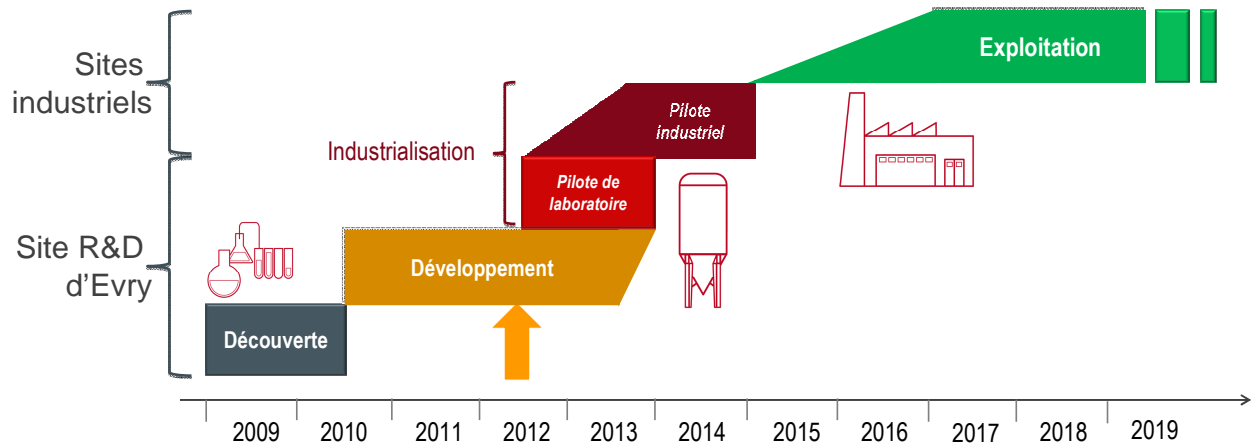 Sites
industriels
Exploitation
Pilote
industriel
Industrialisation
Pilote de
laboratoire
Site R&D
d’Evry
Développement
Découverte
2009 2010 2011 2012 2013 2014 2015 2016 2017 2018 2019